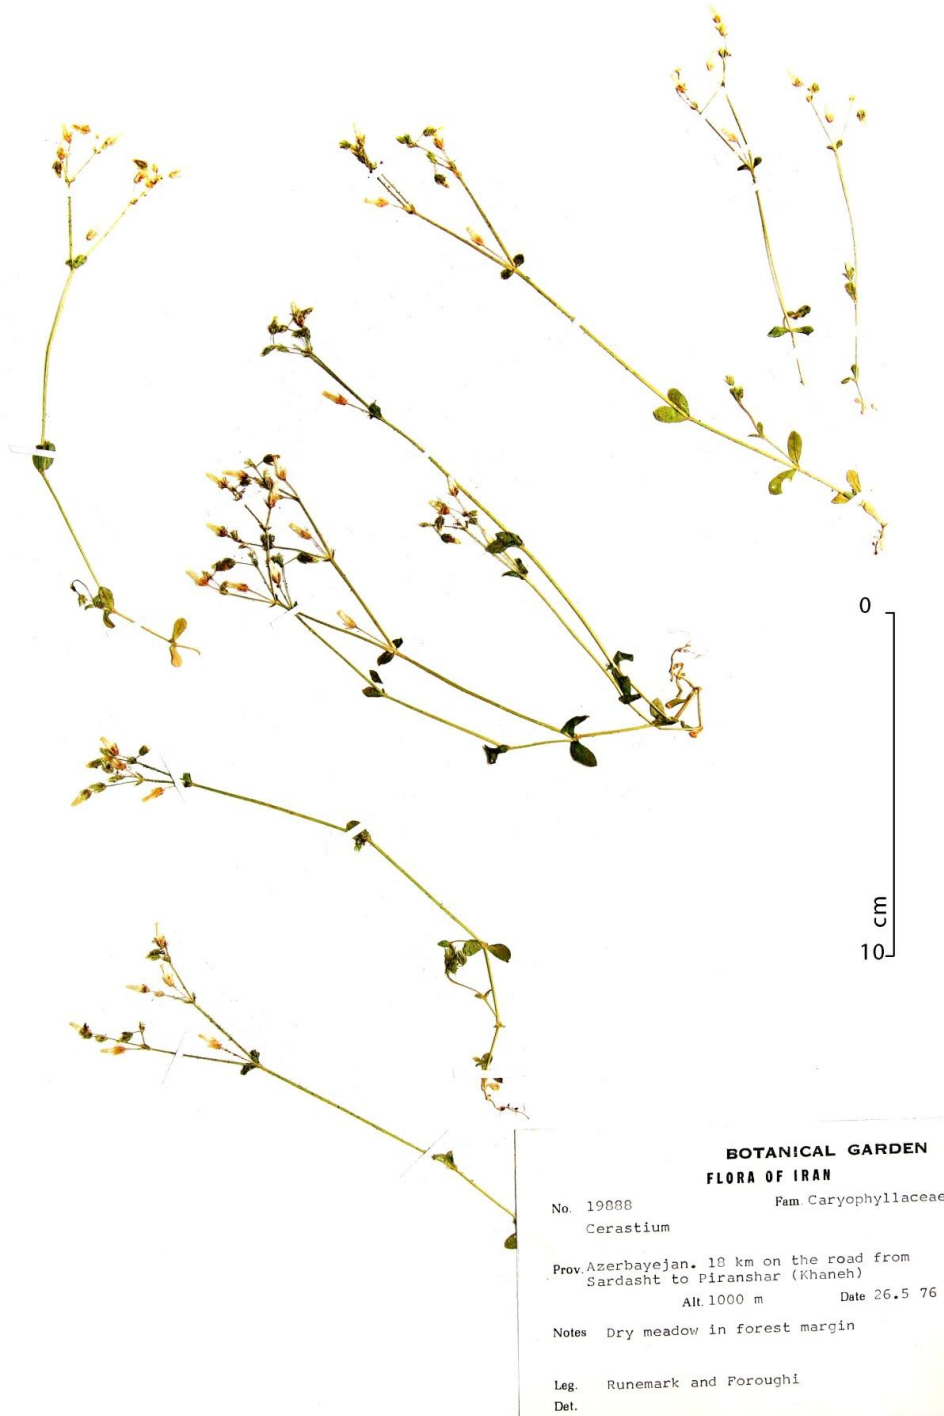 0
10
cm
BOTANICAL GARDEN
FLORA OF IRAN
No. 19888 Fam. Caryophyllaceae
Cerastium
Prov. Azerbayejan. 18 km on the road from
Sardasht to Piranshar (Khaneh)
Alt. 1000 m Date 26.5 76
Notes Dry meadow in forest margin
Leg. Runemark and Foroughi
Det.